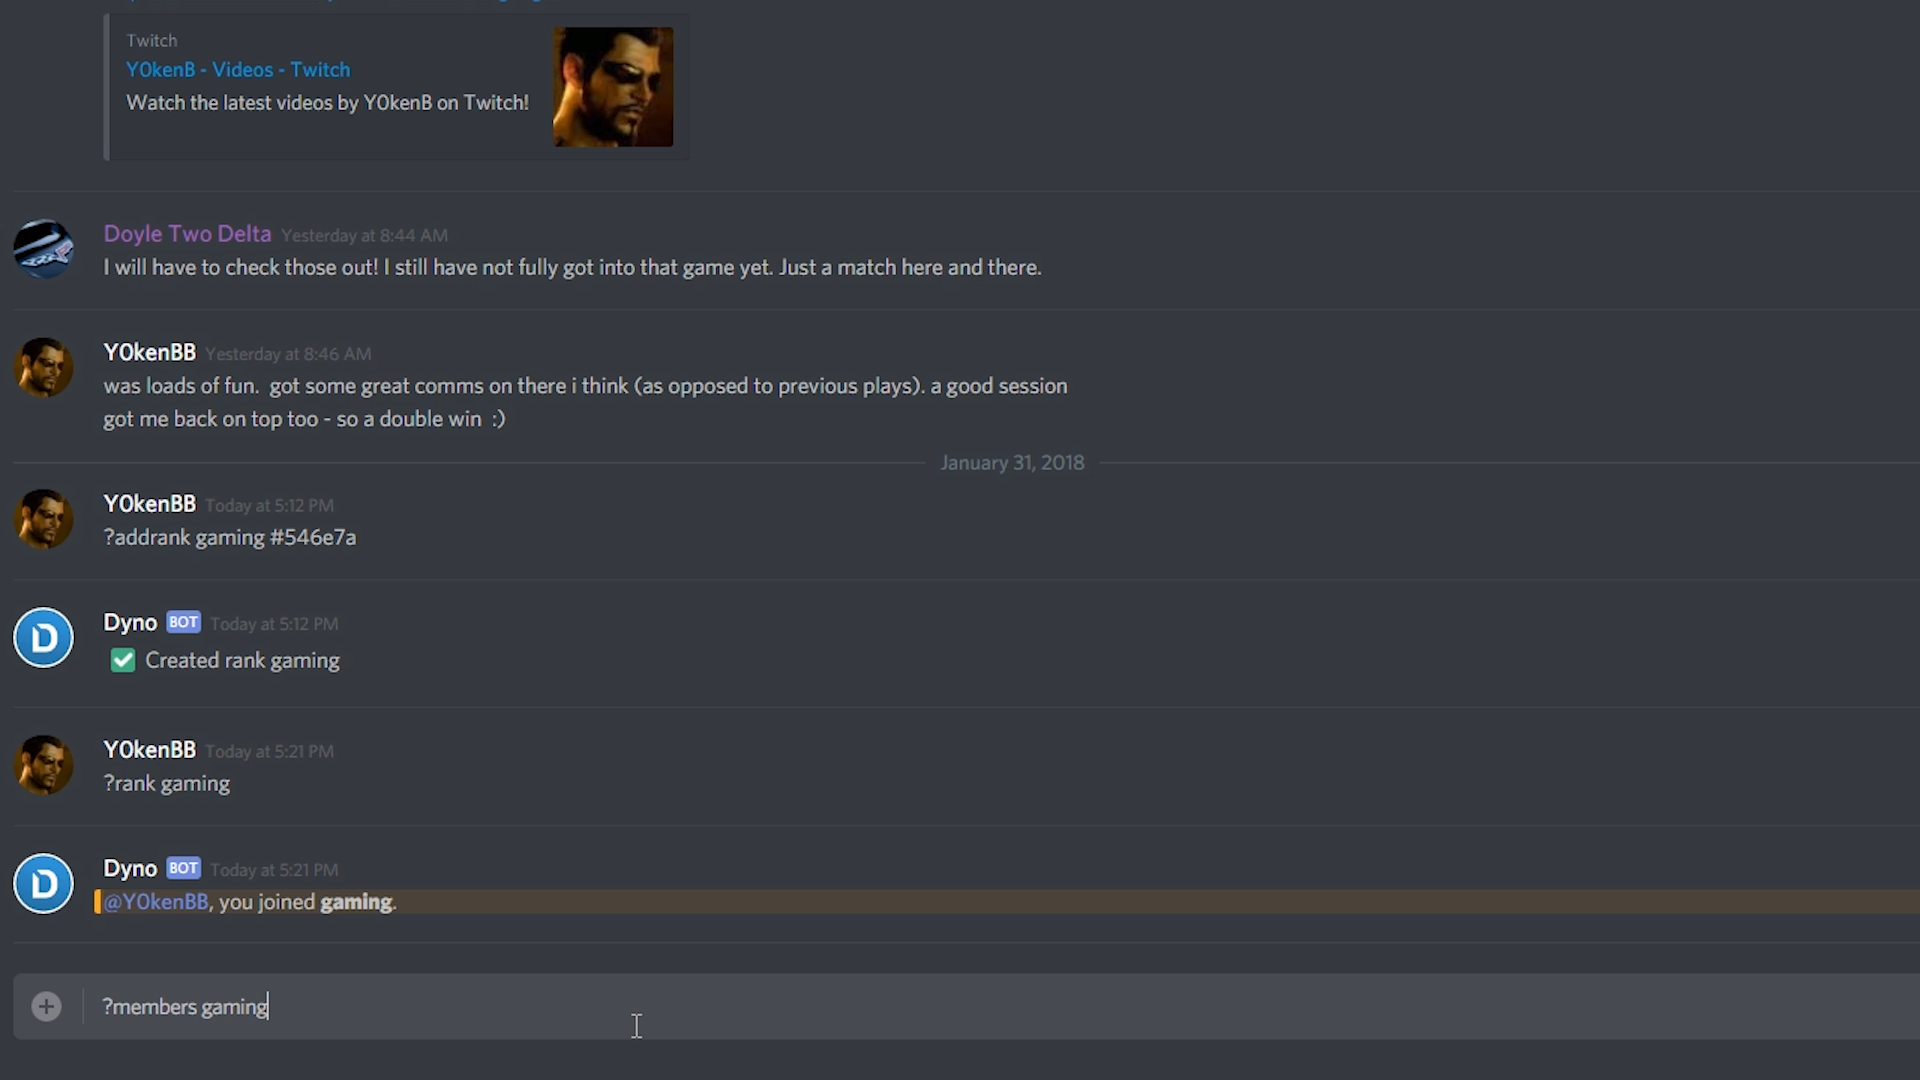 Twitch
Y0kenB - Videos - Twitch
Watch the latest videos by Y0kenB on Twitch!
Doyle Two Delta Yesterday at 8:44 AM
I will have to check those out! I still have not fully got into that game yet. Just a match here and there.
Y0kenBB Yesterday at 8:46 AM
was loads of fun.  got some great comms on there i think (as opposed to previous plays). a good session
got me back on top too - so a double win  :)
January 31, 2018
Y0kenBB Today at 5:12 PM
?addrank gaming #546e7a
Dyno BOT Today at 5:12 PM
Created rank gaming
Y0kenBB Today at 5:21 PM
?rank gaming
Dyno BOT Today at 5:21 PM
@Y0kenBB, you joined gaming.
?members gaming